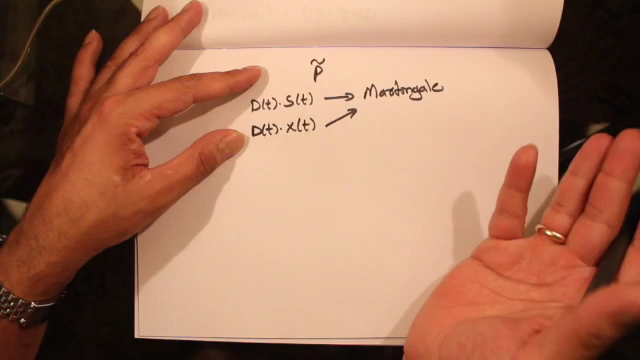 P̃
D(t)·S(t) → Martingale
D(t)·X(t) ↗